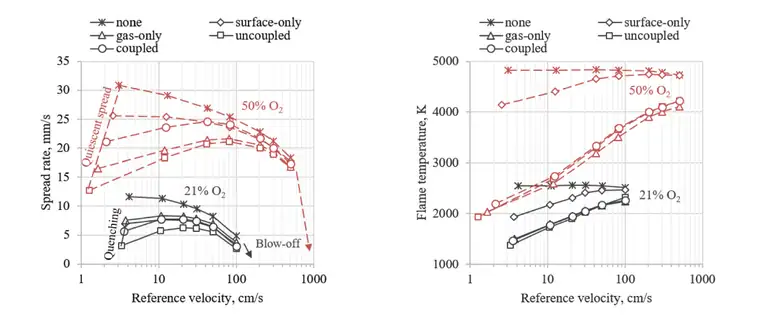 none
surface-only
gas-only
uncoupled
coupled
35
30
25
20
15
10
5
0
Spread rate, mm/s
Quiescent spread
50% O₂
21% O₂
Quenching
Blow-off
1
10
100
1000
Reference velocity, cm/s
none
surface-only
gas-only
uncoupled
coupled
5000
4000
3000
2000
1000
Flame temperature, K
50% O₂
21% O₂
1
10
100
1000
Reference velocity, cm/s